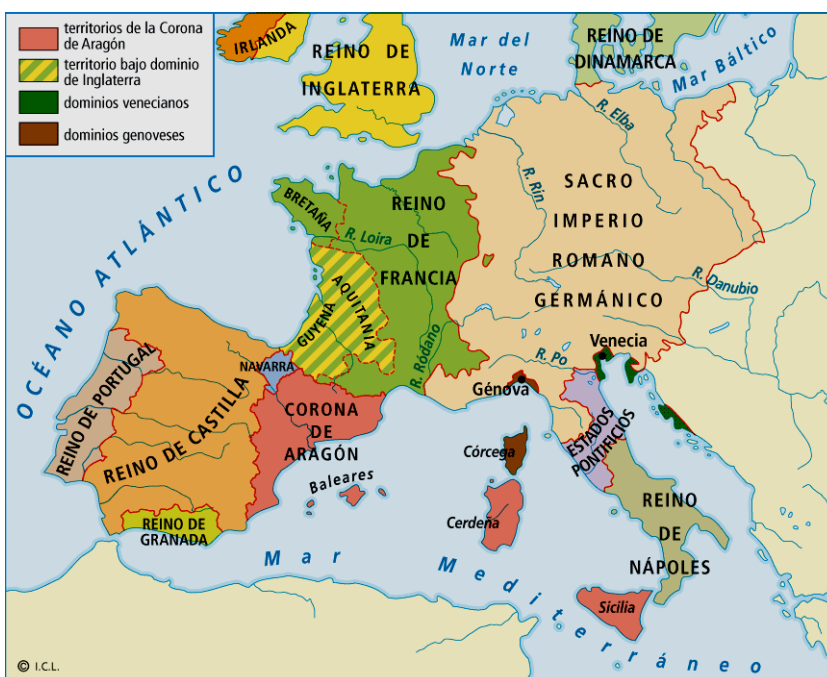 territorios de la Corona
de Aragón
territorio bajo dominio
de Inglaterra
dominios venecianos
dominios genoveses
IRLANDA
REINO DE
INGLATERRA
Mar del
Norte
REINO DE
DINAMARCA
Mar Báltico
R. Elba
R. Rin
SACRO
IMPERIO
ROMANO
GERMÁNICO
R. Danubio
OCÉANO ATLÁNTICO
BRETAÑA
REINO
DE
FRANCIA
R. Loira
AQUITANIA
GUYENA
R. Ródano
R. Po
Venecia
Génova
NAVARRA
REINO DE PORTUGAL
REINO DE CASTILLA
CORONA
DE
ARAGÓN
Baleares
Córcega
Cerdeña
ESTADOS
PONTIFICIOS
REINO
DE
NÁPOLES
REINO DE
GRANADA
Sicilia
Mar Mediterráneo
© I.C.L.